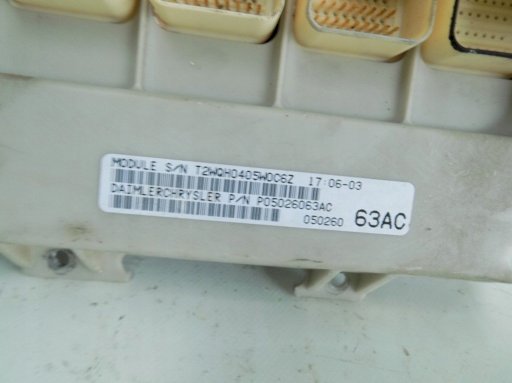 MODULE S/N T2WQH0405W0C6Z 17:06-03
DAIMLERCHRYSLER P/N P05026063AC
050260 63AC